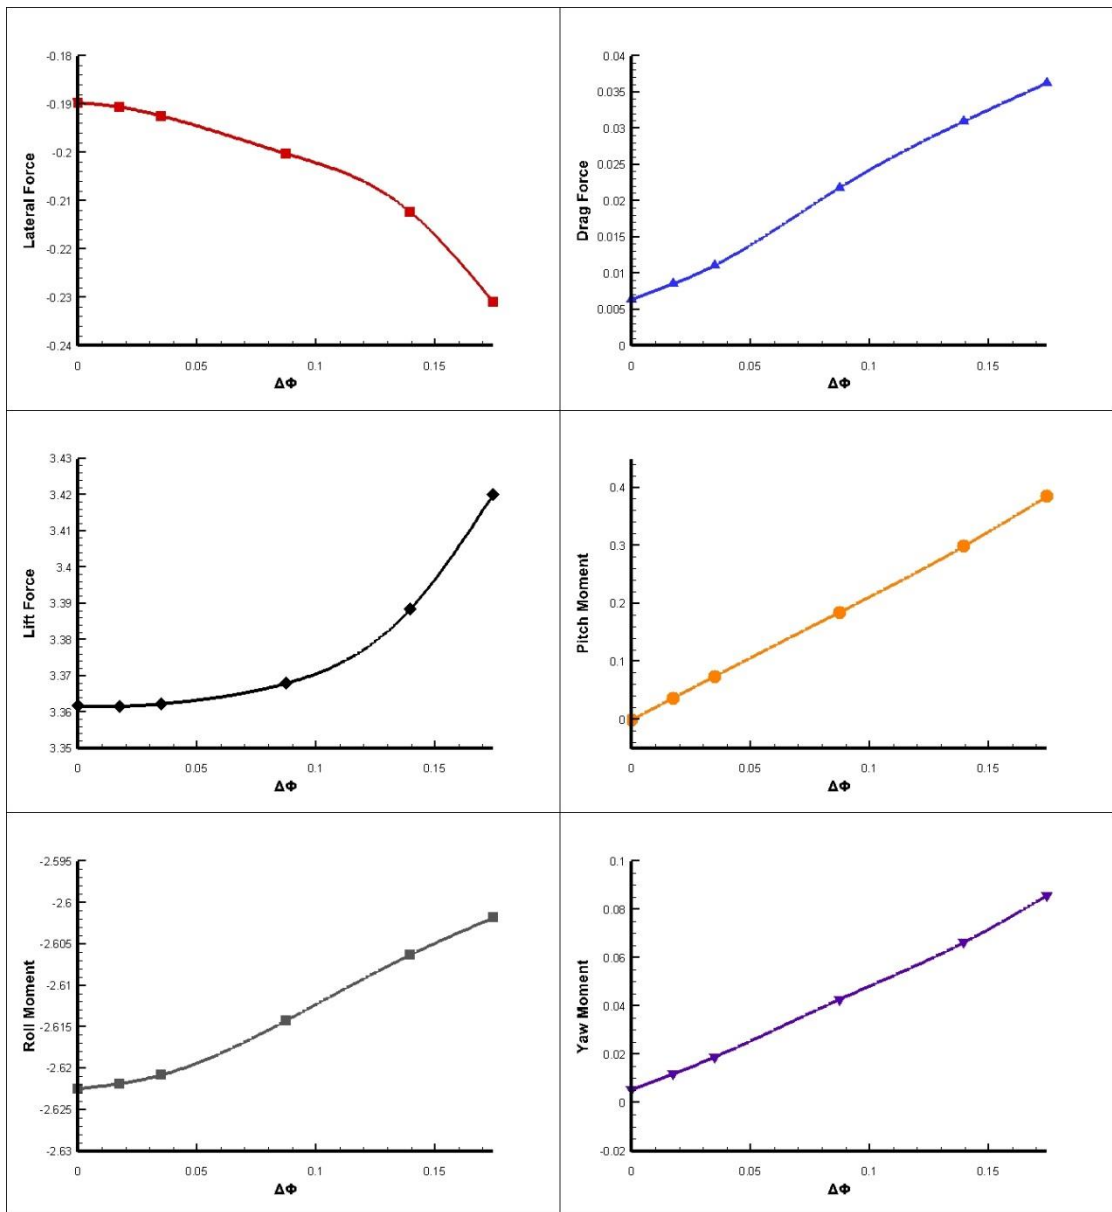 Lateral Force
-0.18
-0.19
-0.2
-0.21
-0.22
-0.23
-0.24
0 0.05 0.1 0.15
ΔΦ
Drag Force
0.04
0.035
0.03
0.025
0.02
0.015
0.01
0.005
0
0 0.05 0.1 0.15
ΔΦ
Lift Force
3.43
3.42
3.41
3.4
3.39
3.38
3.37
3.36
3.35
0 0.05 0.1 0.15
ΔΦ
Pitch Moment
0.4
0.3
0.2
0.1
0
0 0.05 0.1 0.15
ΔΦ
Roll Moment
-2.595
-2.6
-2.605
-2.61
-2.615
-2.62
-2.625
-2.63
0 0.05 0.1 0.15
ΔΦ
Yaw Moment
0.1
0.08
0.06
0.04
0.02
0
-0.02
0 0.05 0.1 0.15
ΔΦ